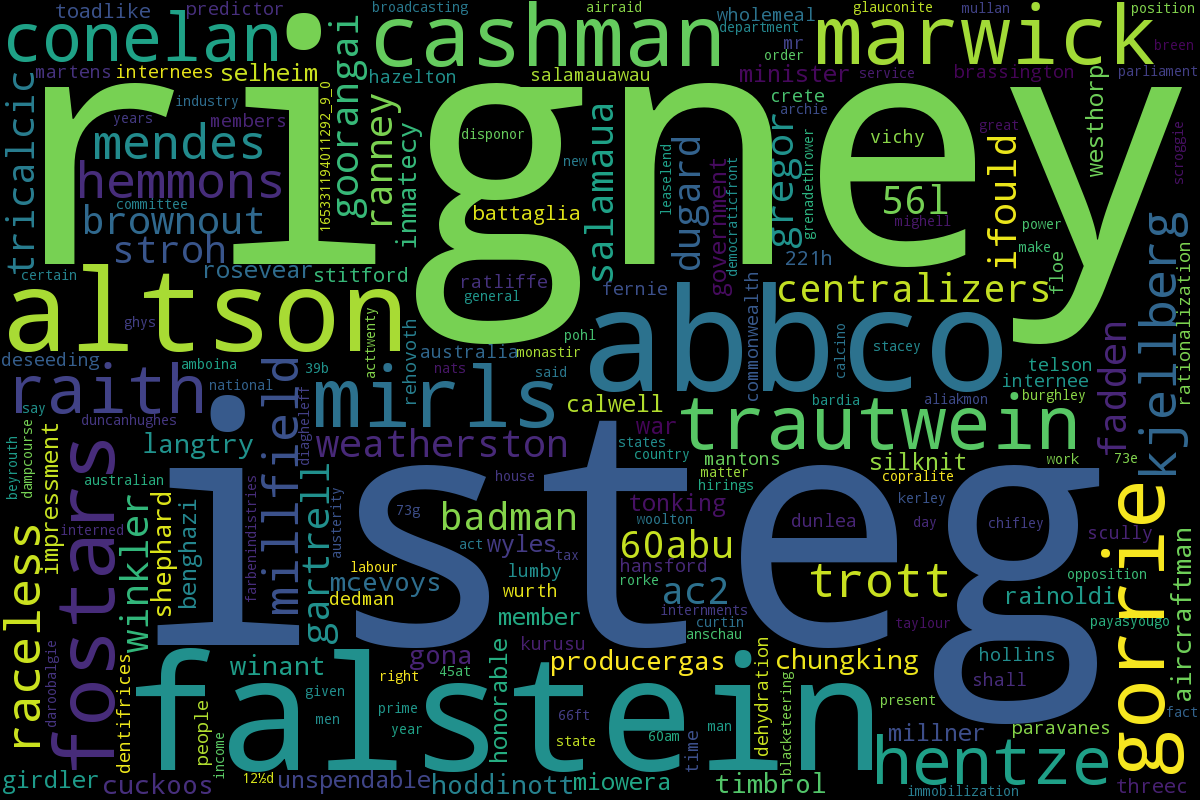 toadlike
predictor
broadcasting
airraid
wholemeal
glauconite
mullan
position
conelan
cashman
department
mr
marwick
order
breen
martens
internees
selheim
hazelton
salamauawau
minister
service
brassington
parliament
tricalcic
industry
165331194011292_9_0
goorangai
rigney
crete
archie
years
members
ranney
disponor
new
vichy
great
westhorp
scroggie
mendes
inmatecy
salamaua
leaselend
dugard
government
democraticfront
gregor
grenadethrower
ifould
hemmons
committee
battaglia
56l
mighell
brownout
power
stroh
make
certain
rosevear
stitford
ratliffe
general
fernie
221h
floe
kjellberg
rationalization
altson
centralizers
ghys
acttwenty
rehovoth
pohl
abbco
commonwealth
calcino
stacey
fadden
deseeding
amboina
39b
australia
monastir
nats
said
telson
internee
raith
national
millfield
mirls
calwell
bardia
aliakmon
burghley
say
duncanhughes
diagheleff
trautwein
beyrouth
dampcourse
impressment
fostars
langtry
weatherston
war
states
country
mantons
silknit
work
73e
australian
house
matter
hirings
copralite
raceless
winkler
shephard
benghazi
farbenindistries
gartrell
austerity
isteg
73g
badman
tonking
woolton
dunlea
kerley
day
chifley
scully
interned
act
wyles
tax
60abu
gorrie
aircraftman
labour
mcevoys
lumby
hansford
rorke
ac2
trott
opposition
dedman
wurth
member
internments
curtin
rainoldi
payasyougo
daroobalgie
kurusu
anschau
taylour
dentifrices
winant
gona
honorable
producergas
dehydration
chungking
hollins
falstein
right
45at
shall
people
given
prime
66ft
blacketeering
present
fact
income
men
year
state
60am
time
man
millner
paravanes
girdler
cuckoos
12½d
unspendable
hoddinott
miowera
timbrol
hentze
immobilization
threec